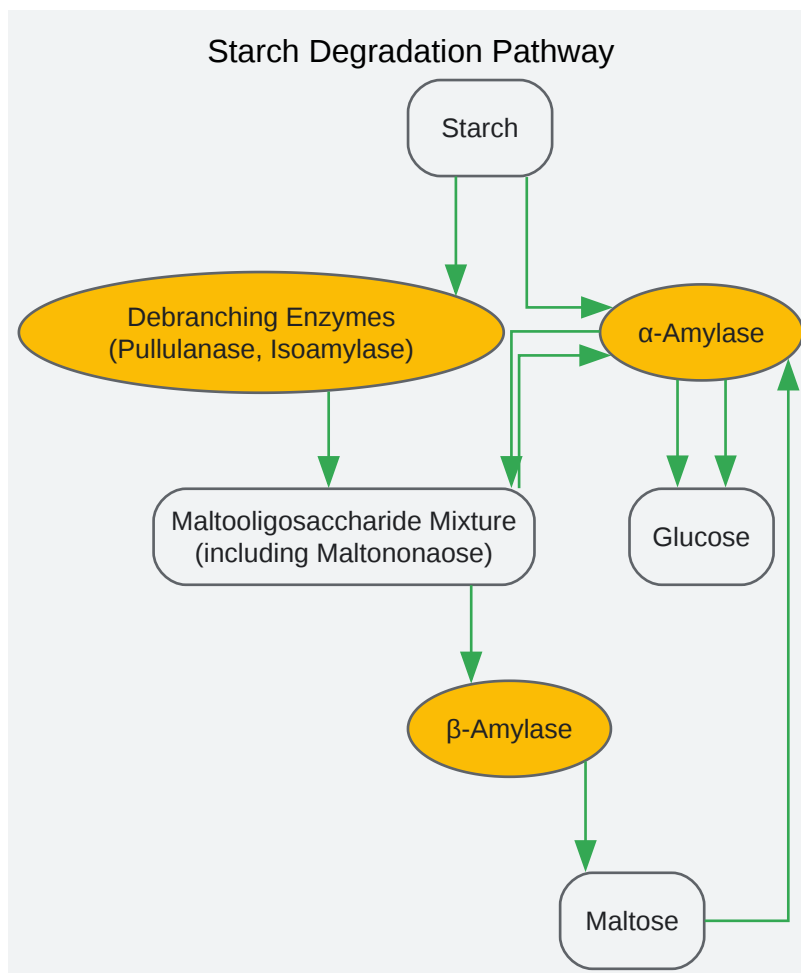 Starch Degradation Pathway
Starch
Debranching Enzymes
(Pullulanase, Isoamylase)
α-Amylase
Maltooligosaccharide Mixture
(including Maltononaose)
Glucose
β-Amylase
Maltose